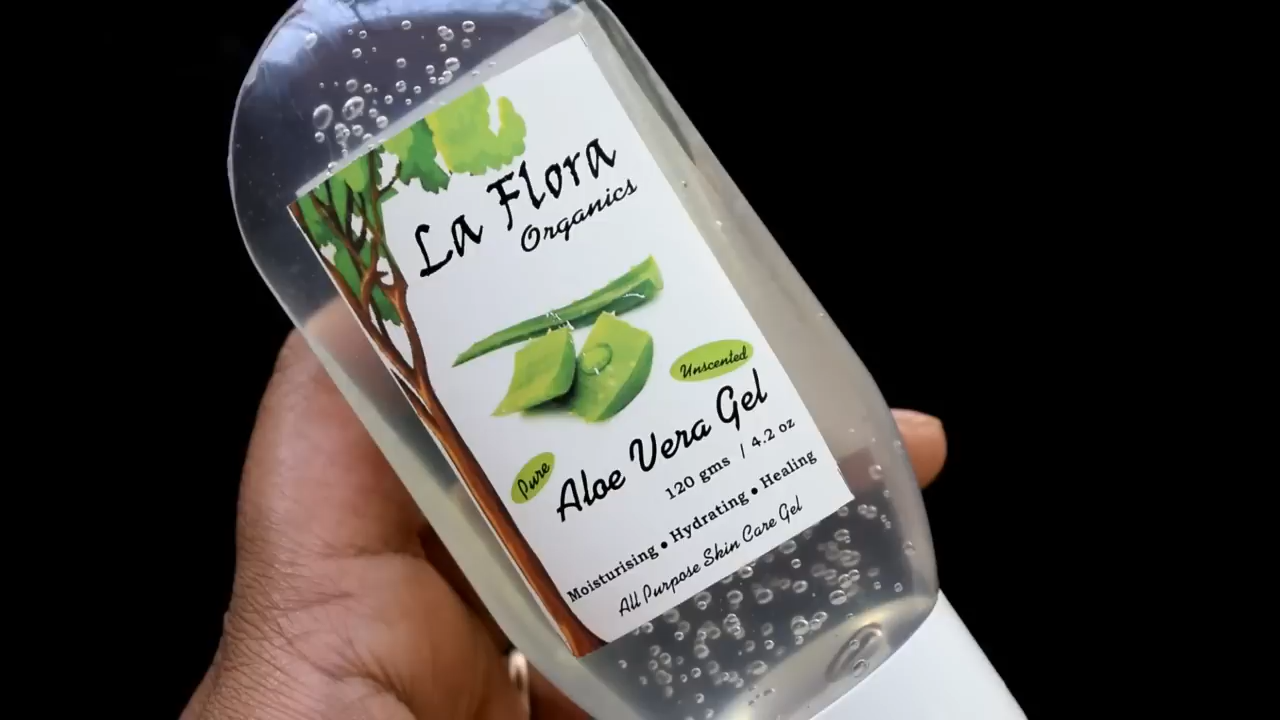 La Flora
Organics
Unscented
Pure
Aloe Vera Gel
120 gms / 4.2 oz
Moisturising • Hydrating • Healing
All Purpose Skin Care Gel